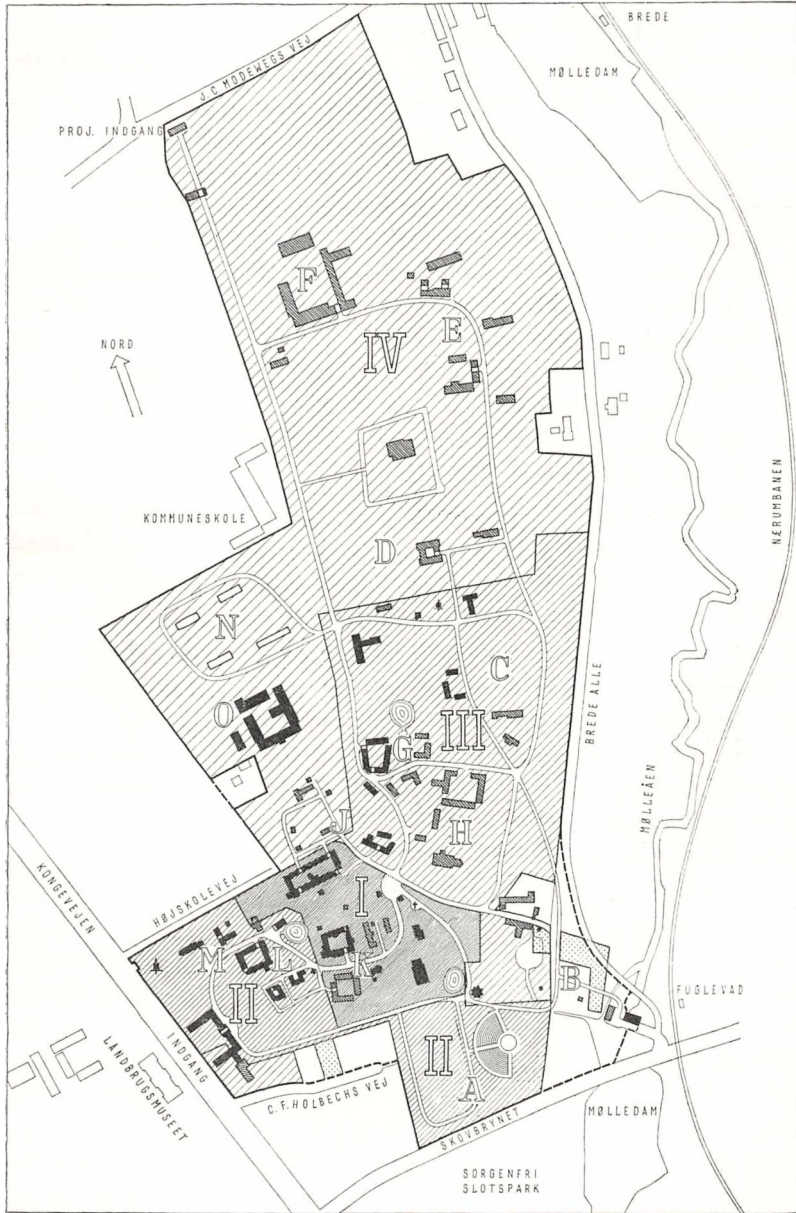 BREDE
MØLLEDAM
J.C MODEWEGS VEJ
PROJ. INDGANG
F
NORD
E
IV
KOMMUNESKOLE
NÆRUMBANEN
D
N
C
O
G
III
BREDE ALLE
MØLLEÅEN
J
H
KONGEVEJEN
HØJSKOLEVEJ
I
M
L
K
II
B
FUGLEVAD
INDGANG
LANDBRUGSMUSEET
II
A
C.F. HOLBECHS VEJ
SKOVBRYNET
MØLLEDAM
SORGENFRI
SLOTSPARK